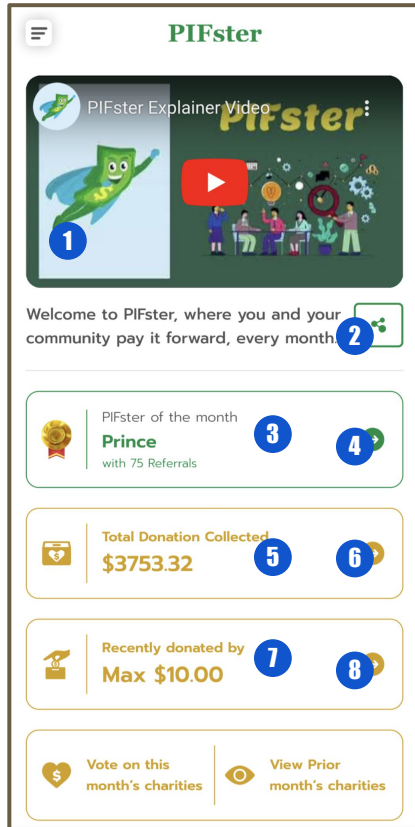 PIFster
PIFster Explainer Video
PIFster
1
Welcome to PIFster, where you and your
community pay it forward, every month.
2
PIFster of the month
Prince
with 75 Referrals
3
4
Total Donation Collected
$3753.32
5
6
Recently donated by
Max $10.00
7
8
Vote on this
month's charities
View Prior
month's charities